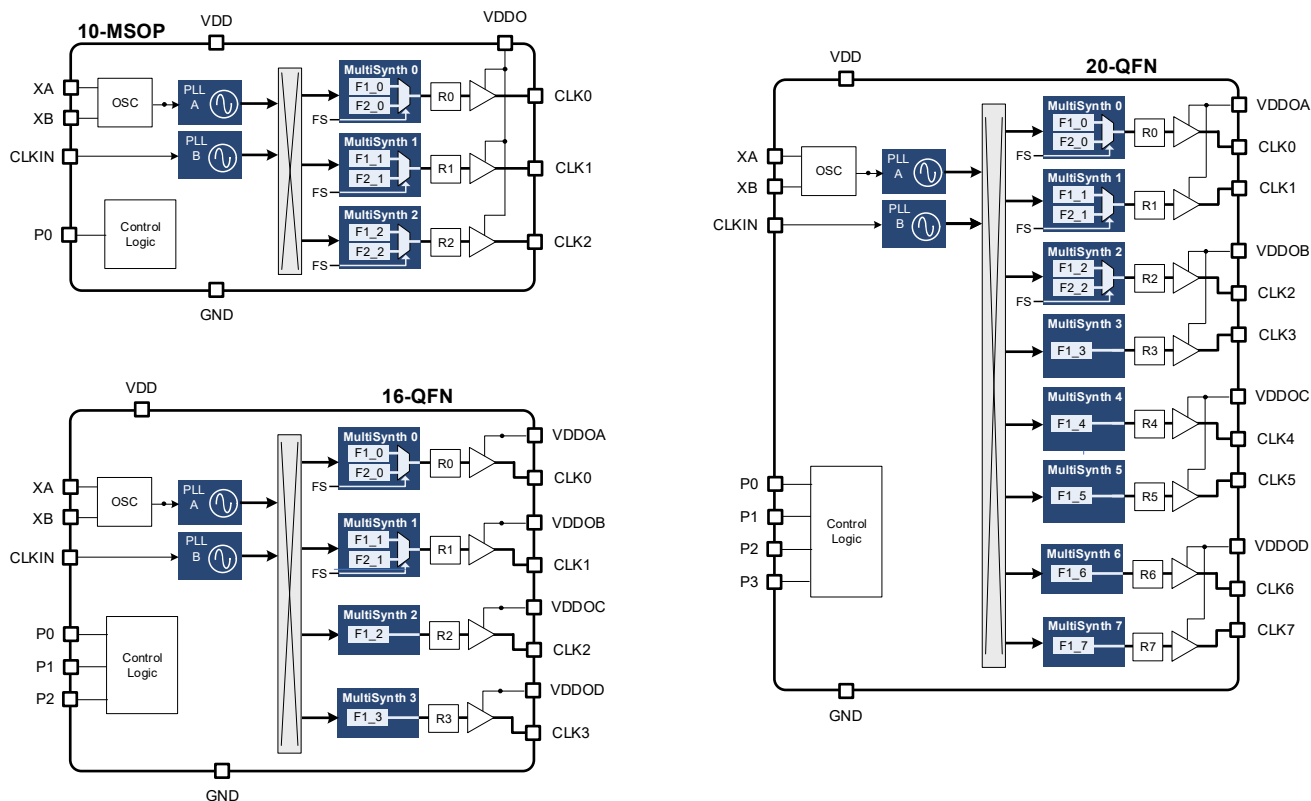 10-MSOP
VDD
VDDO
XA
XB
CLKIN
P0
OSC
PLL
A
PLL
B
Control
Logic
MultiSynth 0
F1_0
F2_0
FS
R0
CLK0
MultiSynth 1
F1_1
F2_1
FS
R1
CLK1
MultiSynth 2
F1_2
F2_2
FS
R2
CLK2
GND
16-QFN
VDD
XA
XB
CLKIN
P0
P1
P2
OSC
PLL
A
PLL
B
Control
Logic
MultiSynth 0
F1_0
F2_0
FS
R0
VDDOA
CLK0
MultiSynth 1
F1_1
F2_1
FS
R1
VDDOB
CLK1
MultiSynth 2
F1_2
R2
VDDOC
CLK2
MultiSynth 3
F1_3
R3
VDDOD
CLK3
GND
20-QFN
VDD
XA
XB
CLKIN
P0
P1
P2
P3
OSC
PLL
A
PLL
B
Control
Logic
MultiSynth 0
F1_0
F2_0
FS
R0
VDDOA
CLK0
MultiSynth 1
F1_1
F2_1
FS
R1
CLK1
MultiSynth 2
F1_2
F2_2
FS
R2
VDDOB
CLK2
MultiSynth 3
F1_3
R3
CLK3
MultiSynth 4
F1_4
R4
VDDOC
CLK4
MultiSynth 5
F1_5
R5
CLK5
MultiSynth 6
F1_6
R6
VDDOD
CLK6
MultiSynth 7
F1_7
R7
CLK7
GND